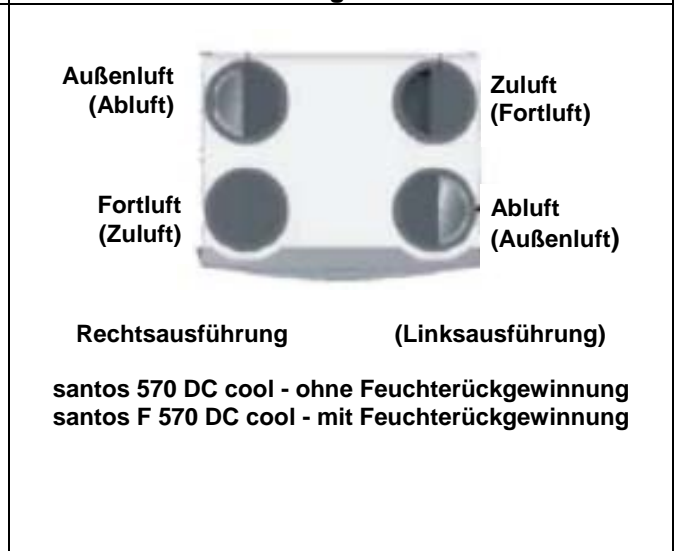 Außenluft
(Abluft)
Zuluft
(Fortluft)
Fortluft
(Zuluft)
Abluft
(Außenluft)
Rechtsausführung (Linksausführung)
santos 570 DC cool - ohne Feuchterückgewinnung
santos F 570 DC cool - mit Feuchterückgewinnung